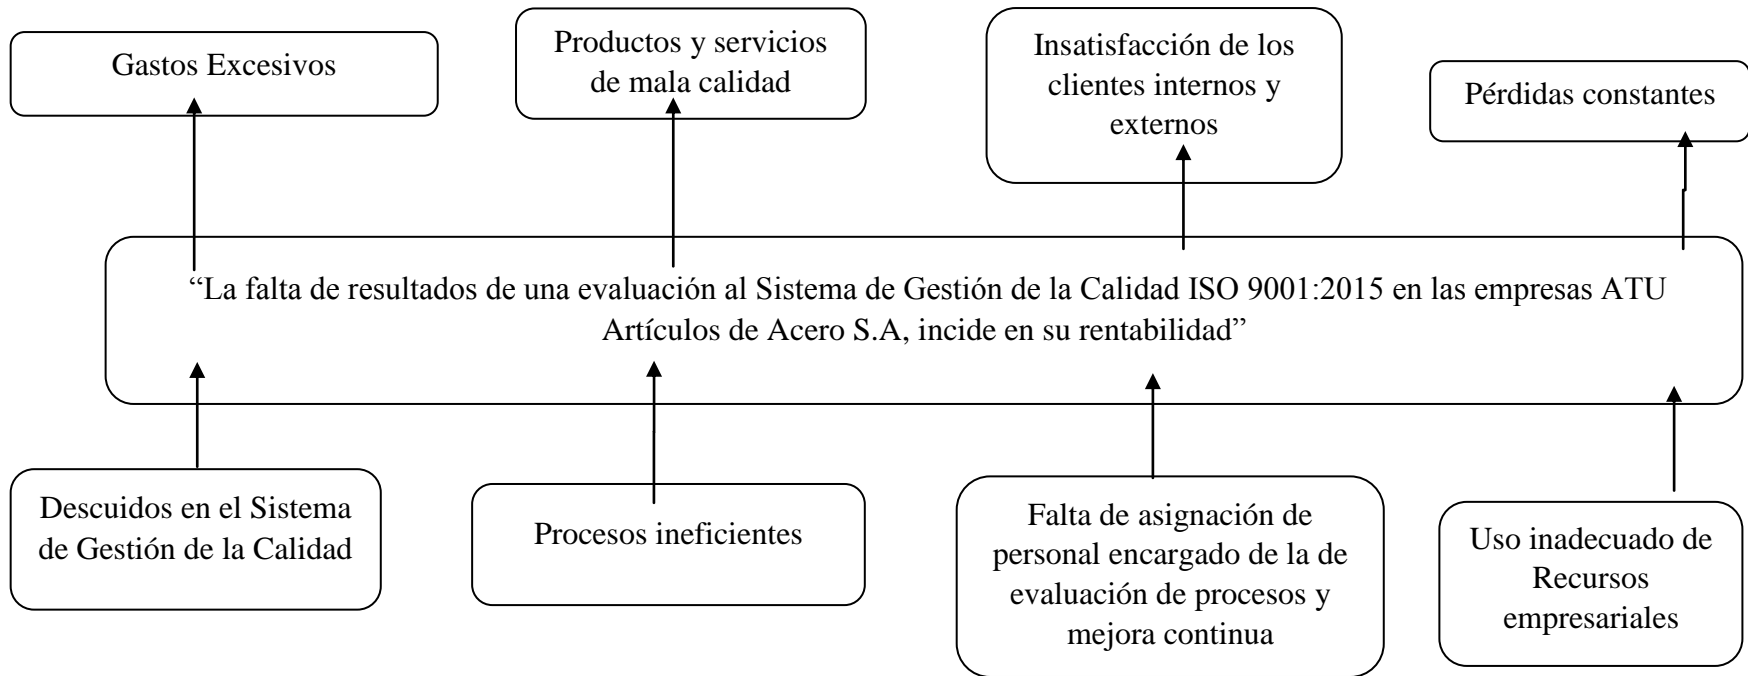 Gastos Excesivos
Productos y servicios
de mala calidad
Insatisfacción de los
clientes internos y
externos
Pérdidas constantes
“La falta de resultados de una evaluación al Sistema de Gestión de la Calidad ISO 9001:2015 en las empresas ATU
Artículos de Acero S.A, incide en su rentabilidad”
Descuidos en el Sistema
de Gestión de la Calidad
Procesos ineficientes
Falta de asignación de
personal encargado de la de
evaluación de procesos y
mejora continua
Uso inadecuado de
Recursos
empresariales